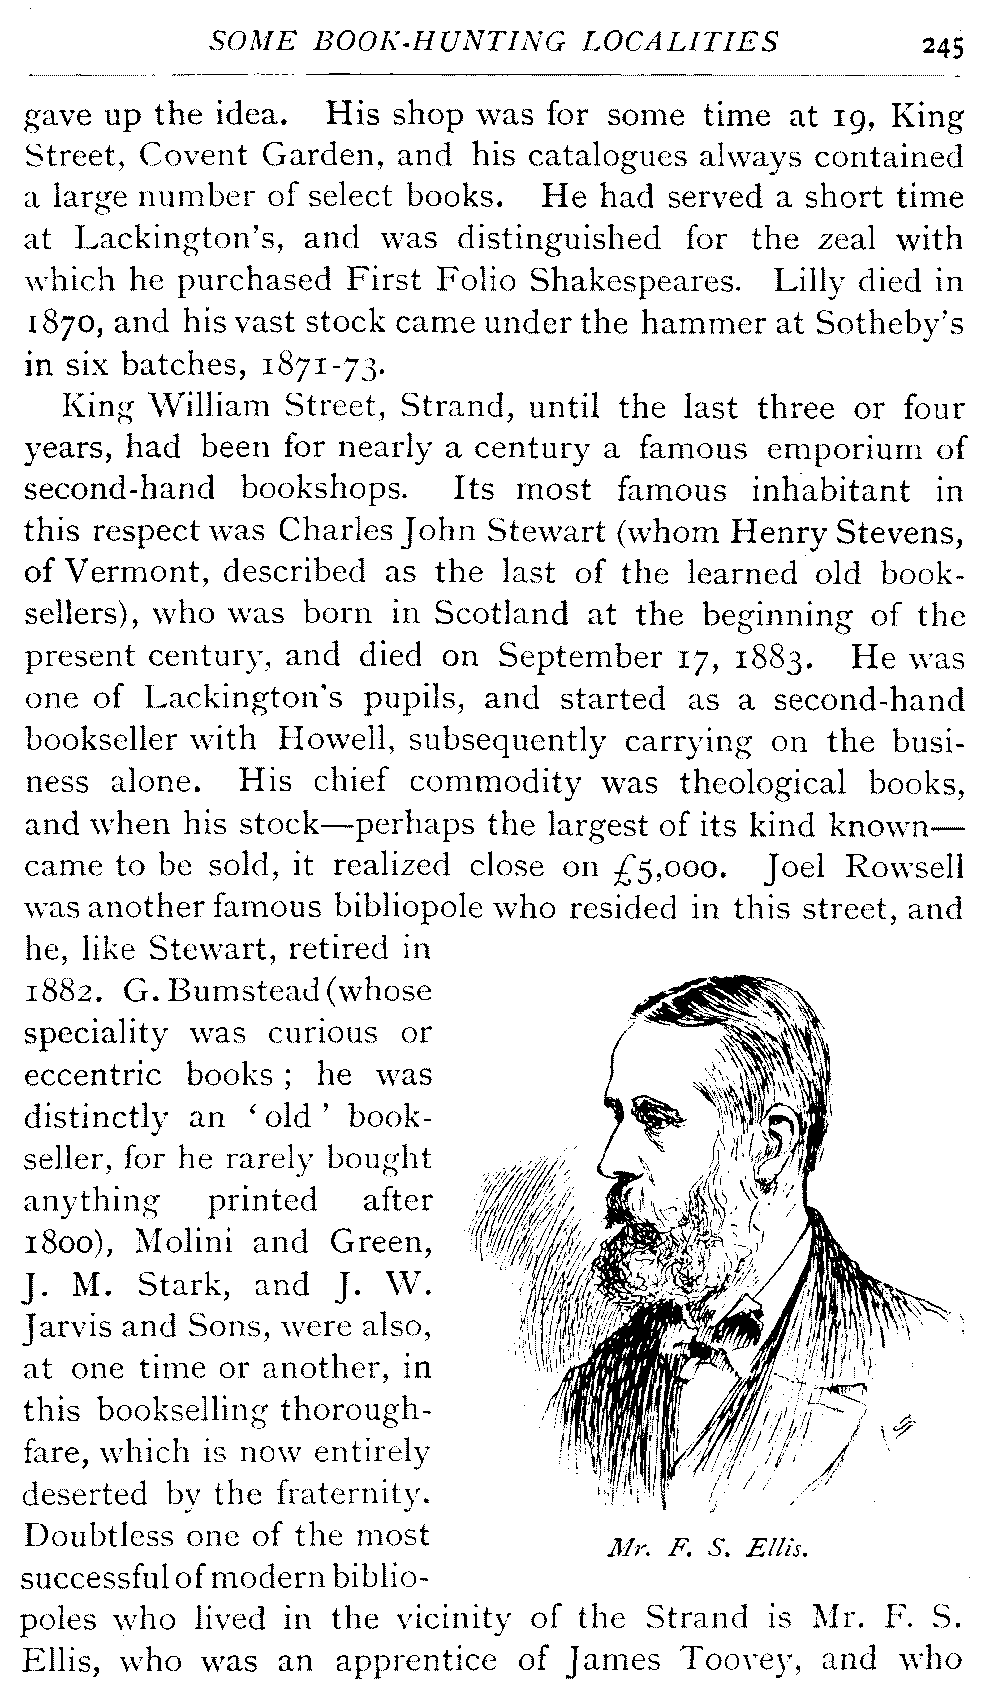 SOME BOOK-HUNTING LOCALITIES 245
gave up the idea. His shop was for some time at 19, King
Street, Covent Garden, and his catalogues always contained
a large number of select books. He had served a short time
at Lackington's, and was distinguished for the zeal with
which he purchased First Folio Shakespeares. Lilly died in
1870, and his vast stock came under the hammer at Sotheby's
in six batches, 1871-73.
King William Street, Strand, until the last three or four
years, had been for nearly a century a famous emporium of
second-hand bookshops. Its most famous inhabitant in
this respect was Charles John Stewart (whom Henry Stevens,
of Vermont, described as the last of the learned old book-
sellers), who was born in Scotland at the beginning of the
present century, and died on September 17, 1883. He was
one of Lackington's pupils, and started as a second-hand
bookseller with Howell, subsequently carrying on the busi-
ness alone. His chief commodity was theological books,
and when his stock—perhaps the largest of its kind known—
came to be sold, it realized close on £5,000. Joel Rowsell
was another famous bibliopole who resided in this street, and
he, like Stewart, retired in
1882. G. Bumstead (whose
speciality was curious or
eccentric books ; he was
distinctly an ‘old’ book-
seller, for he rarely bought
anything printed after
1800), Molini and Green,
J. M. Stark, and J. W.
Jarvis and Sons, were also,
at one time or another, in
this bookselling thorough-
fare, which is now entirely
deserted by the fraternity.
Doubtless one of the most
successful of modern biblio-
poles who lived in the vicinity of the Strand is Mr. F. S.
Ellis, who was an apprentice of James Toovey, and who
Mr. F. S. Ellis.